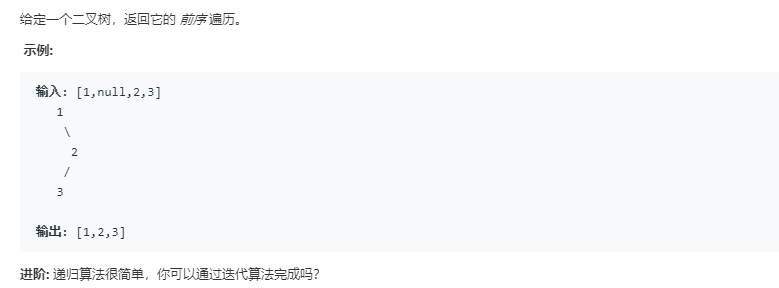 给定一个二叉树，返回它的 前序 遍历。
示例:
输入: [1,null,2,3]
1
\
2
/
3
输出: [1,2,3]
进阶: 递归算法很简单，你可以通过迭代算法完成吗？